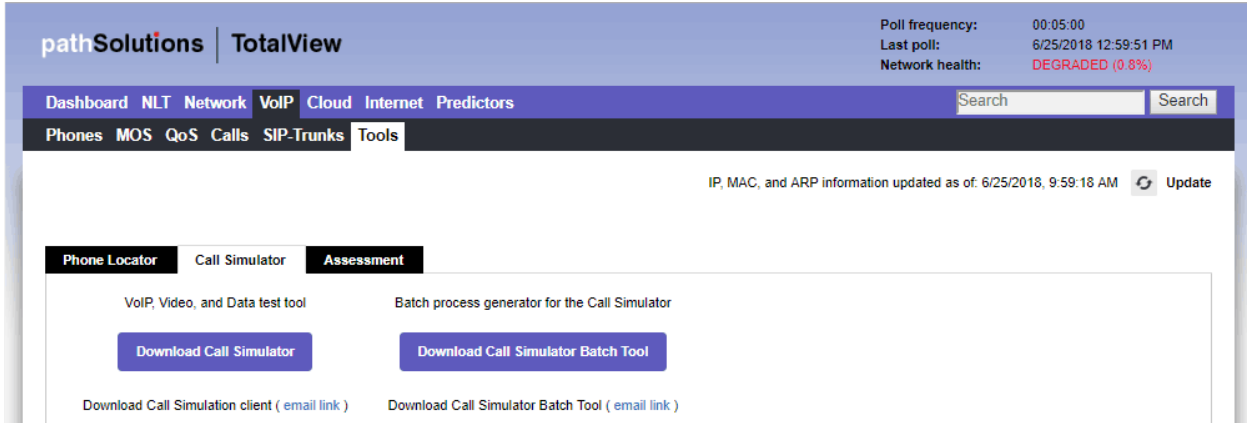 pathSolutions TotalView
Poll frequency: 00:05:00
Last poll: 6/25/2018 12:59:51 PM
Network health: DEGRADED (0.8%)
Dashboard NLT Network VoIP Cloud Internet Predictors Search Search
Phones MOS QoS Calls SIP-Trunks Tools
IP, MAC, and ARP information updated as of: 6/25/2018, 9:59:18 AM Update
Phone Locator Call Simulator Assessment
VoIP, Video, and Data test tool Batch process generator for the Call Simulator
Download Call Simulator Download Call Simulator Batch Tool
Download Call Simulation client ( email link ) Download Call Simulator Batch Tool ( email link )